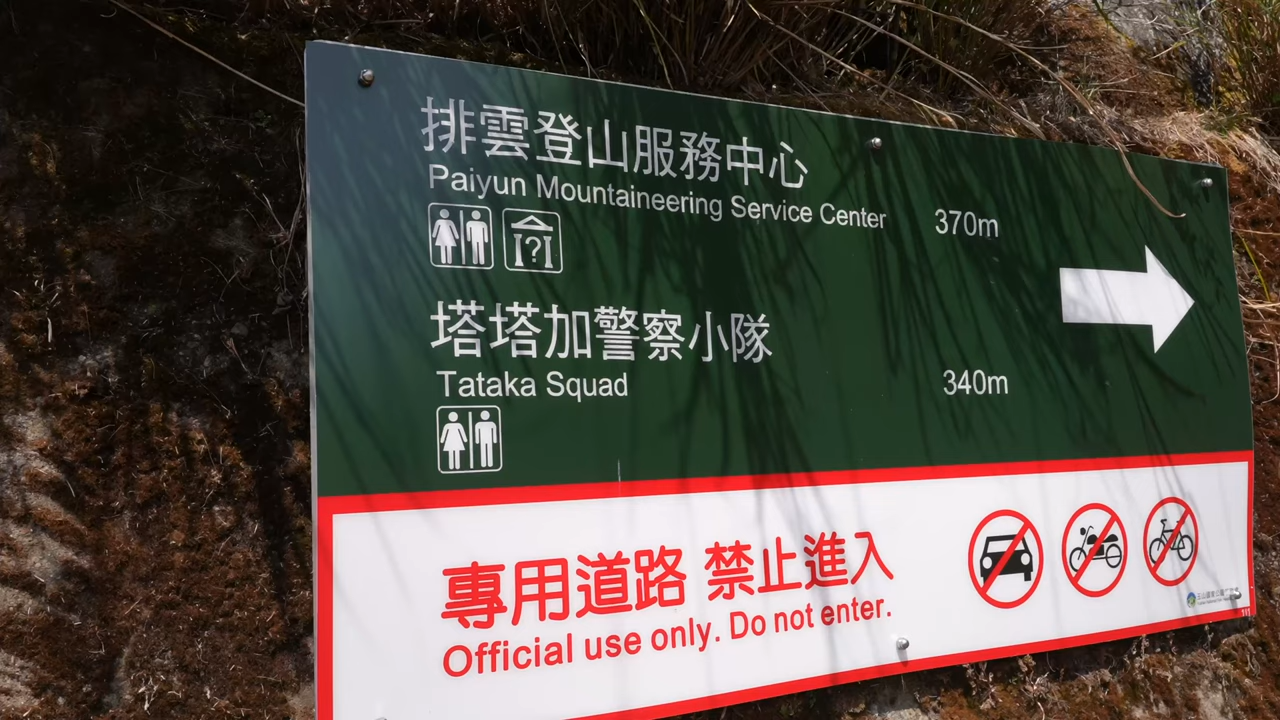 排雲登山服務中心
Paiyun Mountaineering Service Center 370m
?
塔塔加警察小隊
Tataka Squad 340m
專用道路 禁止進入
Official use only. Do not enter.